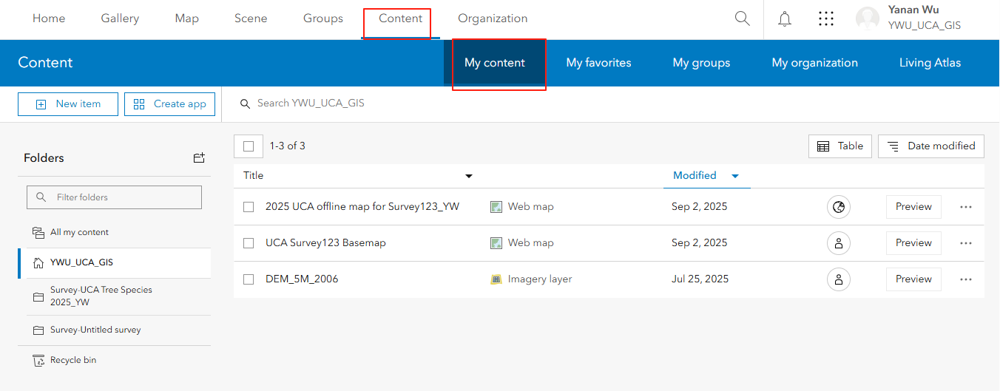 Home Gallery Map Scene Groups Content Organization Yanan Wu
YWU_UCA_GIS
Content My content My favorites My groups My organization Living Atlas
New item Create app Search YWU_UCA_GIS
1-3 of 3 Table Date modified
Folders
Title Modified
Filter folders
2025 UCA offline map for Survey123_YW Web map Sep 2, 2025 Preview
All my content
UCA Survey123 Basemap Web map Sep 2, 2025 Preview
YWU_UCA_GIS
DEM_5M_2006 Imagery layer Jul 25, 2025 Preview
Survey-UCA Tree Species
2025_YW
Survey-Untitled survey
Recycle bin